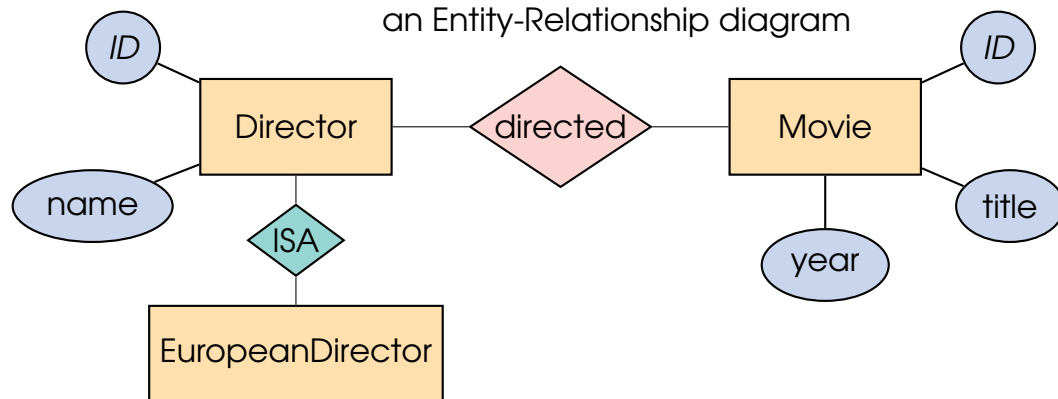 an Entity-Relationship diagram
ID
ID
Director
directed
Movie
name
title
ISA
year
EuropeanDirector